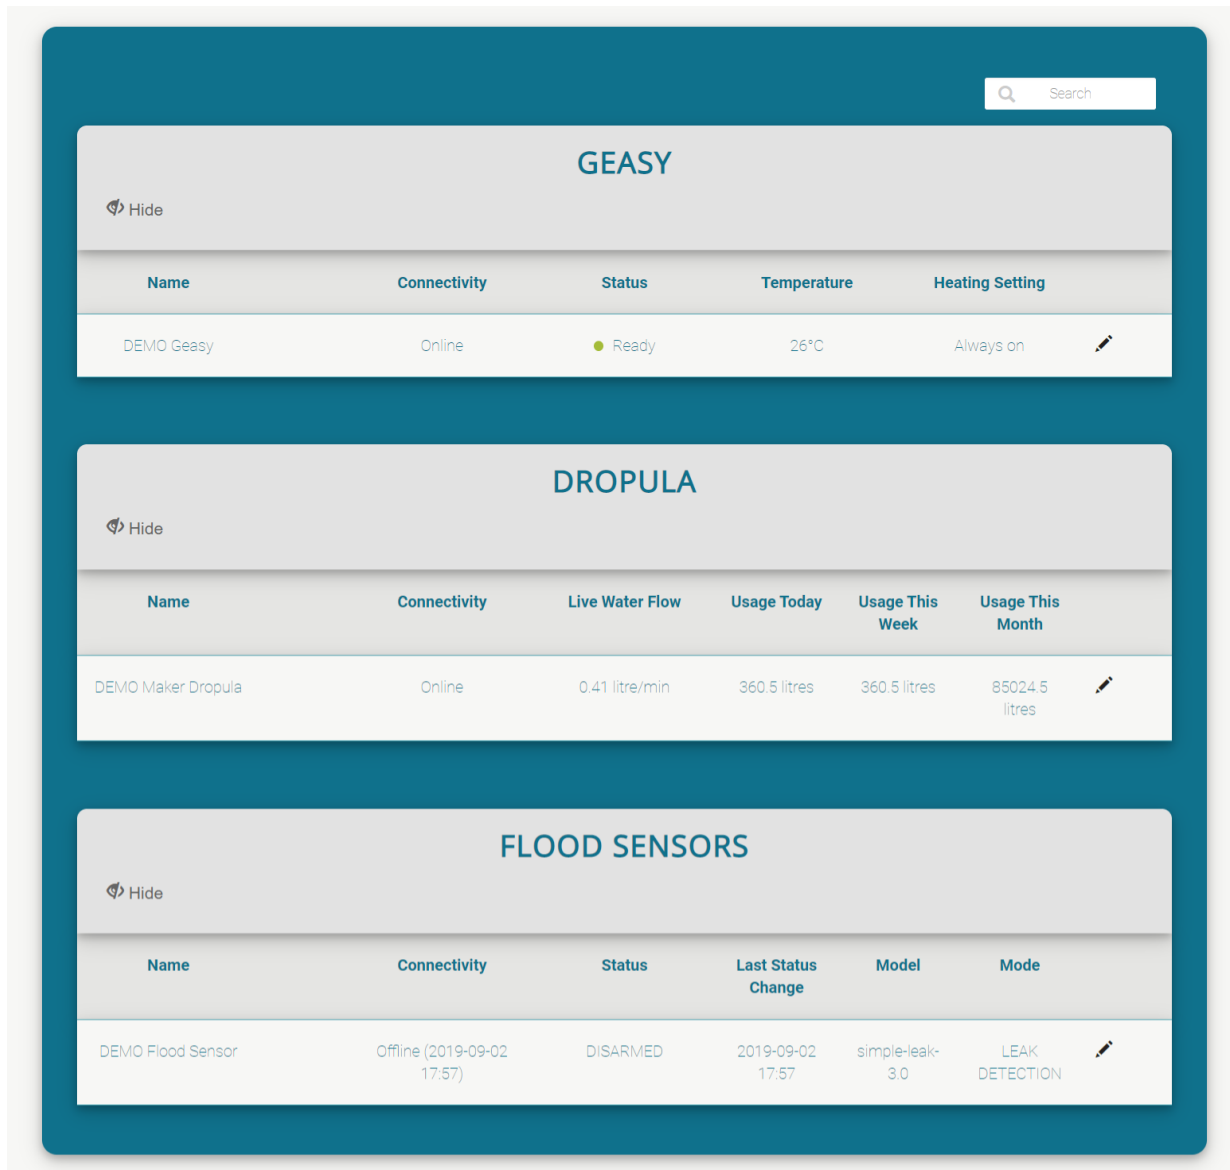 Search
GEASY
Hide
Name Connectivity Status Temperature Heating Setting
DEMO Geasy Online Ready 26°C Always on
DROPULA
Hide
Name Connectivity Live Water Flow Usage Today Usage This Week Usage This Month
DEMO Maker Dropula Online 0.41 litre/min 360.5 litres 360.5 litres 85024.5 litres
FLOOD SENSORS
Hide
Name Connectivity Status Last Status Change Model Mode
DEMO Flood Sensor Offline (2019-09-02 17:57) DISARMED 2019-09-02 17:57 simple-leak-3.0 LEAK DETECTION